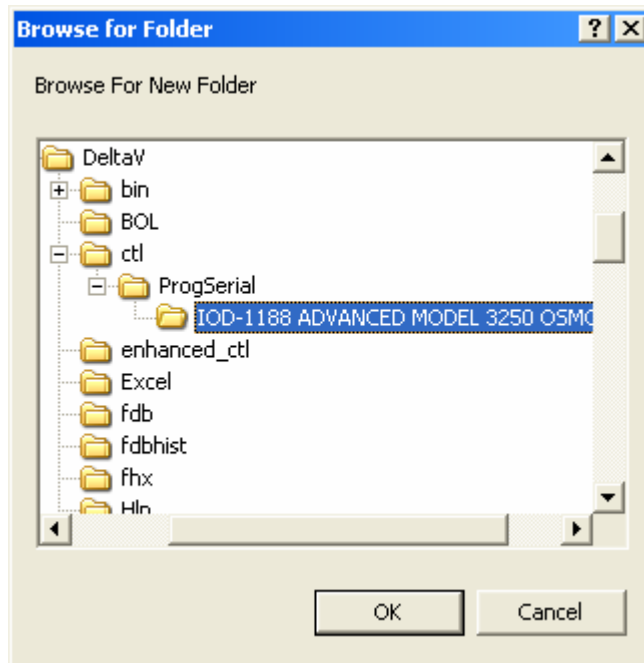 Browse for Folder
Browse For New Folder
DeltaV
bin
BOL
ctl
ProgSerial
IOD-1188 ADVANCED MODEL 3250 OSMO
enhanced_ctl
Excel
fdb
fdbhist
fhx
Hlp
OK Cancel